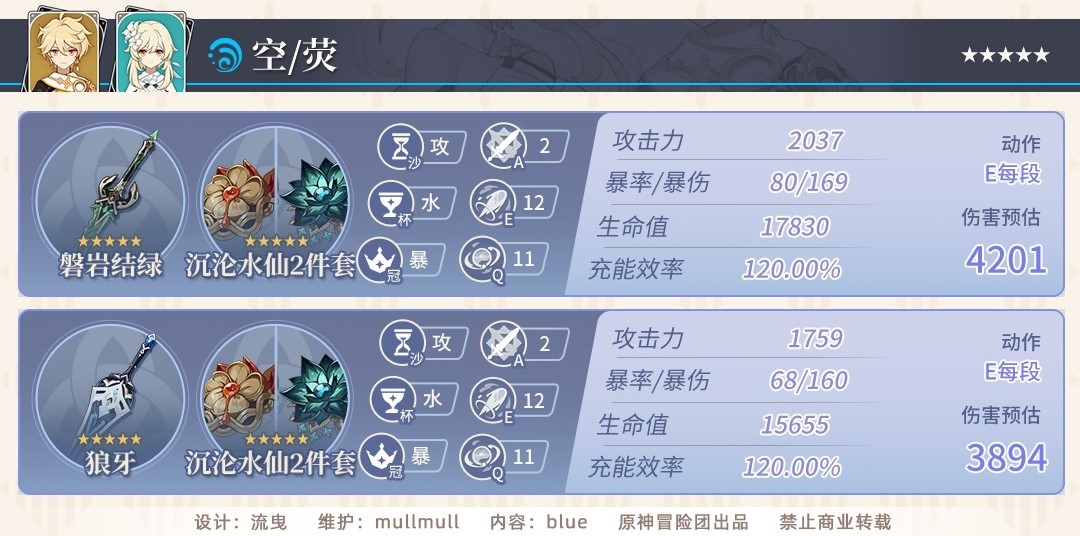 空/荧
★★★★★
磐岩结绿
沉沦水仙2件套
沙 攻
A 2
杯 水
E 12
冠 暴
Q 11
攻击力 2037
暴率/暴伤 80/169
生命值 17830
充能效率 120.00%
动作
E每段
伤害预估
4201
狼牙
沉沦水仙2件套
沙 攻
A 2
杯 水
E 12
冠 暴
Q 11
攻击力 1759
暴率/暴伤 68/160
生命值 15655
充能效率 120.00%
动作
E每段
伤害预估
3894
设计：流曳 维护：mullmull 内容：blue 原神冒险团出品 禁止商业转载